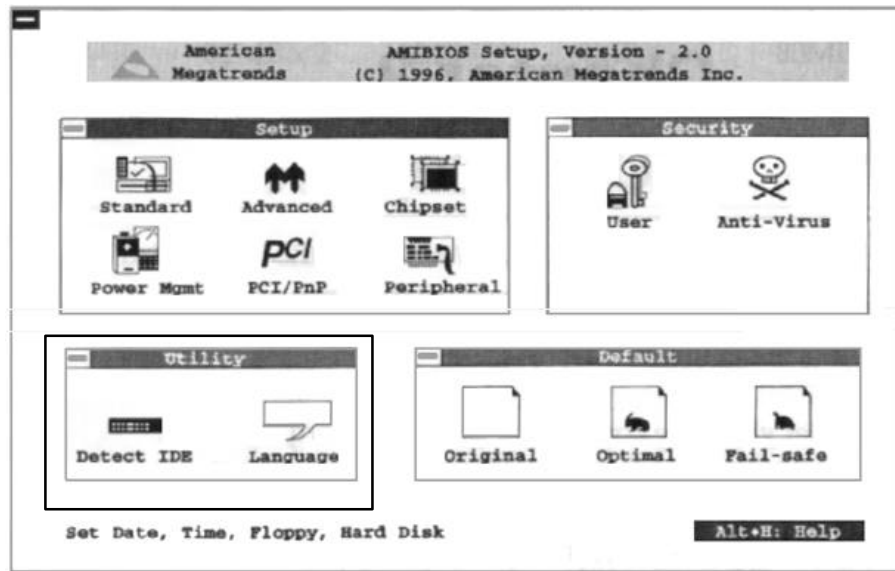 American Megatrends
AMIBIOS Setup, Version - 2.0
(C) 1996, American Megatrends Inc.
Setup
Standard Advanced Chipset
Power Mgmt PCI/PnP Peripheral
PCI
Security
User Anti-Virus
Utility
Detect IDE Language
Default
Original Optimal Fail-safe
Set Date, Time, Floppy, Hard Disk
Alt+H: Help